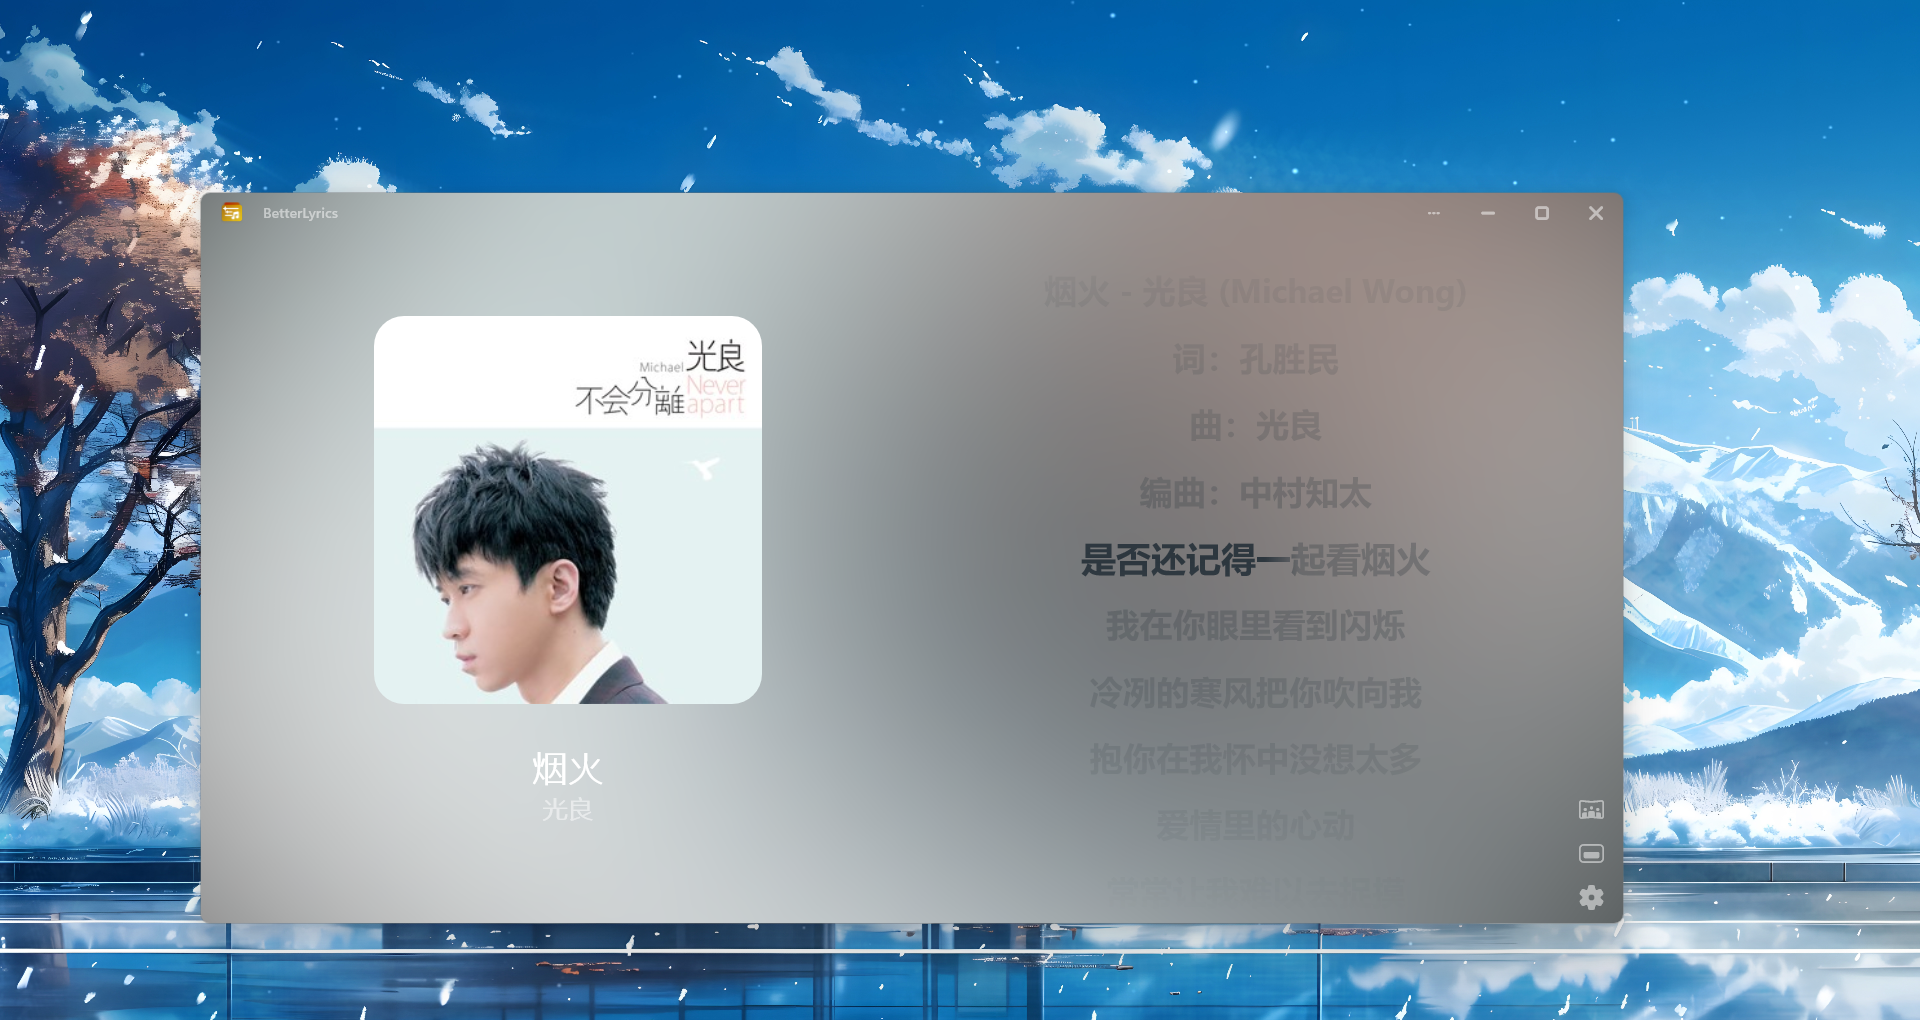 BetterLyrics
Michael 光良
不会分離 Never apart
烟火
光良
烟火 - 光良 (Michael Wong)
词：孔胜民
曲：光良
编曲：中村知太
是否还记得一起看烟火
我在你眼里看到闪烁
冷冽的寒风把你吹向我
抱你在我怀中没想太多
爱情里的心动